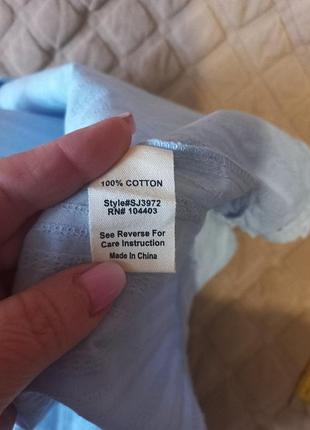 100% COTTON
Style#SJ3972
RN# 104403
See Reverse For
Care Instruction
Made In China